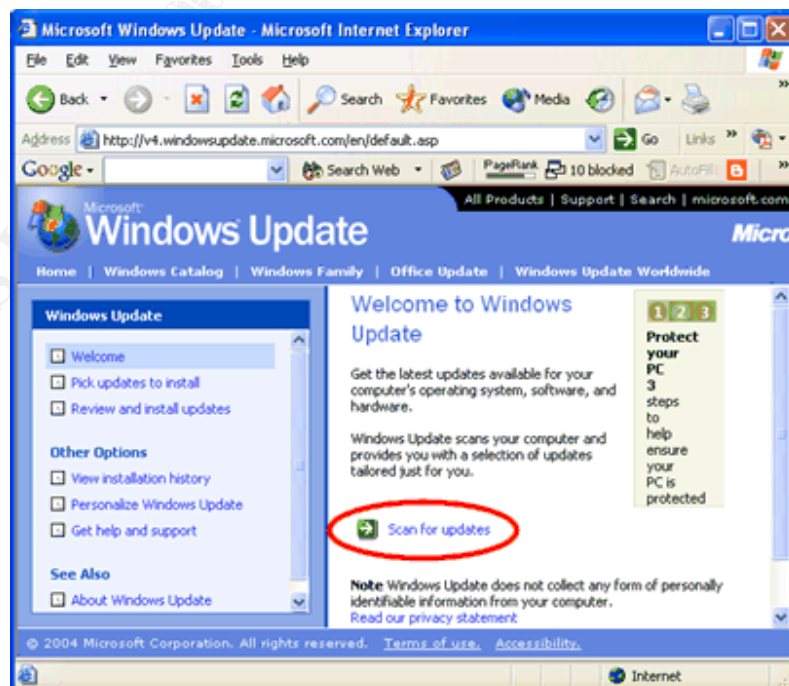 Microsoft Windows Update - Microsoft Internet Explorer
File Edit View Favorites Tools Help
Back Search Favorites Media
Address http://v4.windowsupdate.microsoft.com/en/default.asp Go Links »
Google Search Web PageRank 10 blocked AutoFill »
All Products | Support | Search | microsoft.com
Microsoft
Windows Update
Micro
Home | Windows Catalog | Windows Family | Office Update | Windows Update Worldwide
Windows Update
Welcome
Pick updates to install
Review and install updates
Other Options
View installation history
Personalize Windows Update
Get help and support
See Also
About Windows Update
Welcome to Windows
Update
Get the latest updates available for your
computer's operating system, software, and
hardware.
Windows Update scans your computer and
provides you with a selection of updates
tailored just for you.
Scan for updates
Note Windows Update does not collect any form of personally
identifiable information from your computer.
Read our privacy statement
1 2 3
Protect
your
PC
3
steps
to
help
ensure
your
PC is
protected
© 2004 Microsoft Corporation. All rights reserved. Terms of use. Accessibility.
Internet